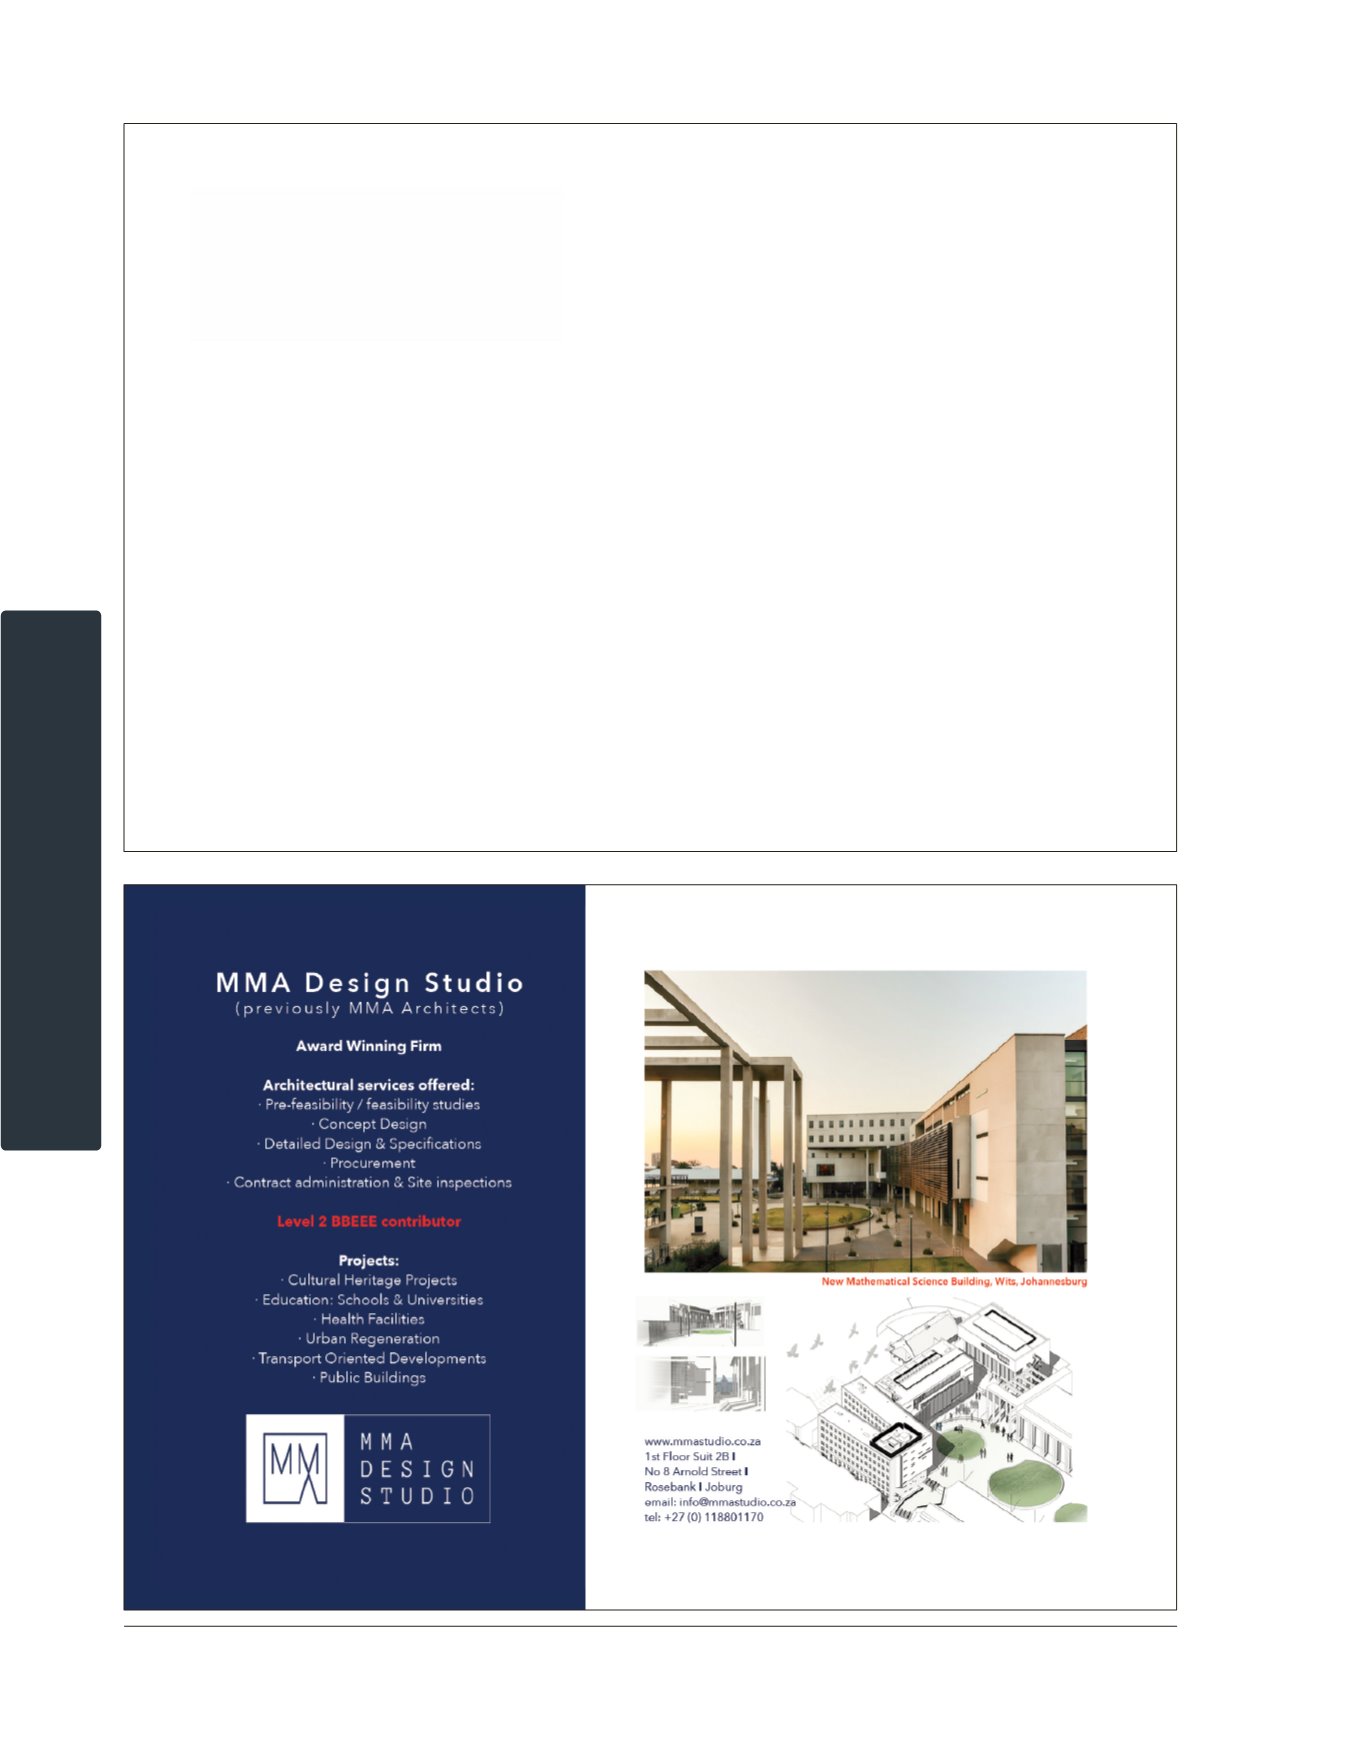 MMA Design Studio
(previously MMA Architects)
Award Winning Firm
Architectural services offered:
· Pre-feasibility / feasibility studies
· Concept Design
· Detailed Design & Specifications
· Procurement
· Contract administration & Site inspections
Level 2 BBEEE contributor
Projects:
· Cultural Heritage Projects
· Education: Schools & Universities
· Health Facilities
· Urban Regeneration
· Transport Oriented Developments
· Public Buildings
MMA
MMA
DESIGN
STUDIO
New Mathematical Science Building, Wits, Johannesburg
www.mmastudio.co.za
1st Floor Suit 2B I
No 8 Arnold Street I
Rosebank I Joburg
email: info@mmastudio.co.za
tel: +27 (0) 118801170